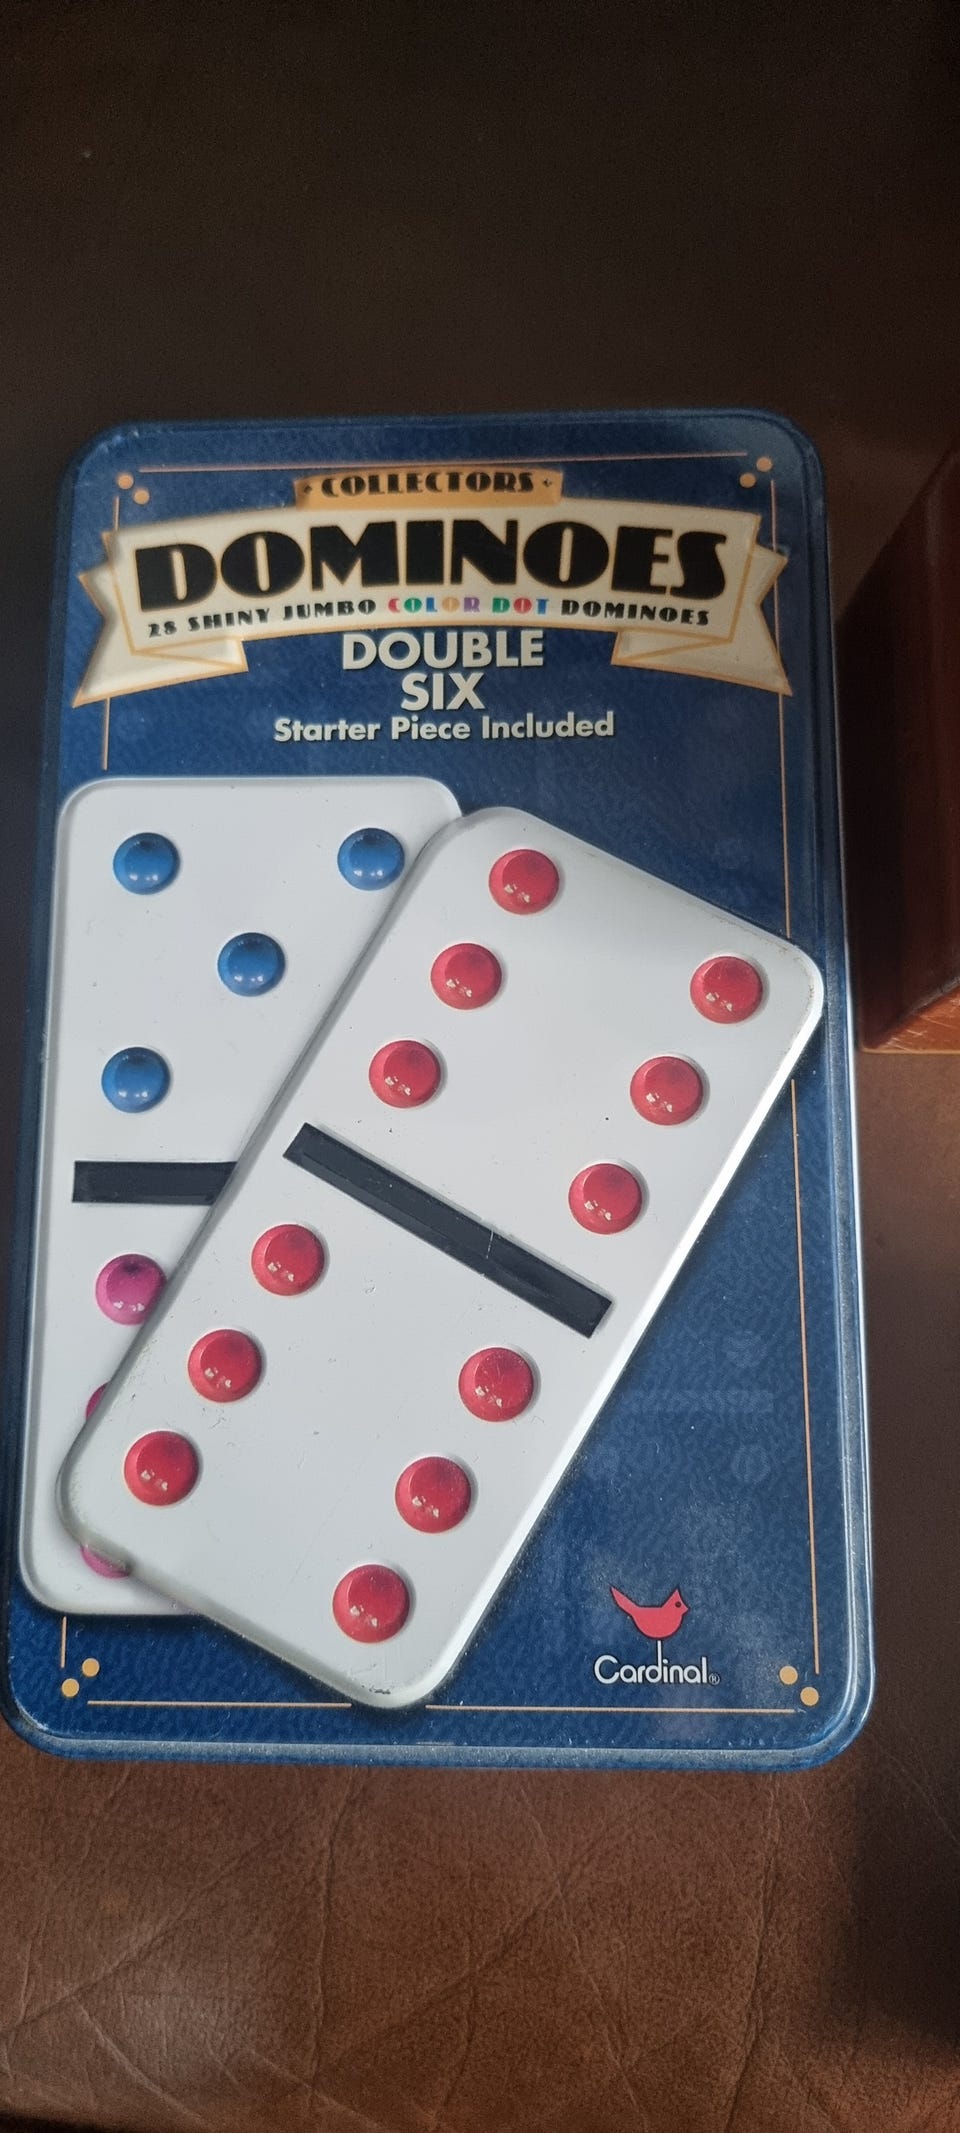 COLLECTORS
DOMINOES
28 SHINY JUMBO COLOR DOT DOMINOES
DOUBLE
SIX
Starter Piece Included
Cardinal®